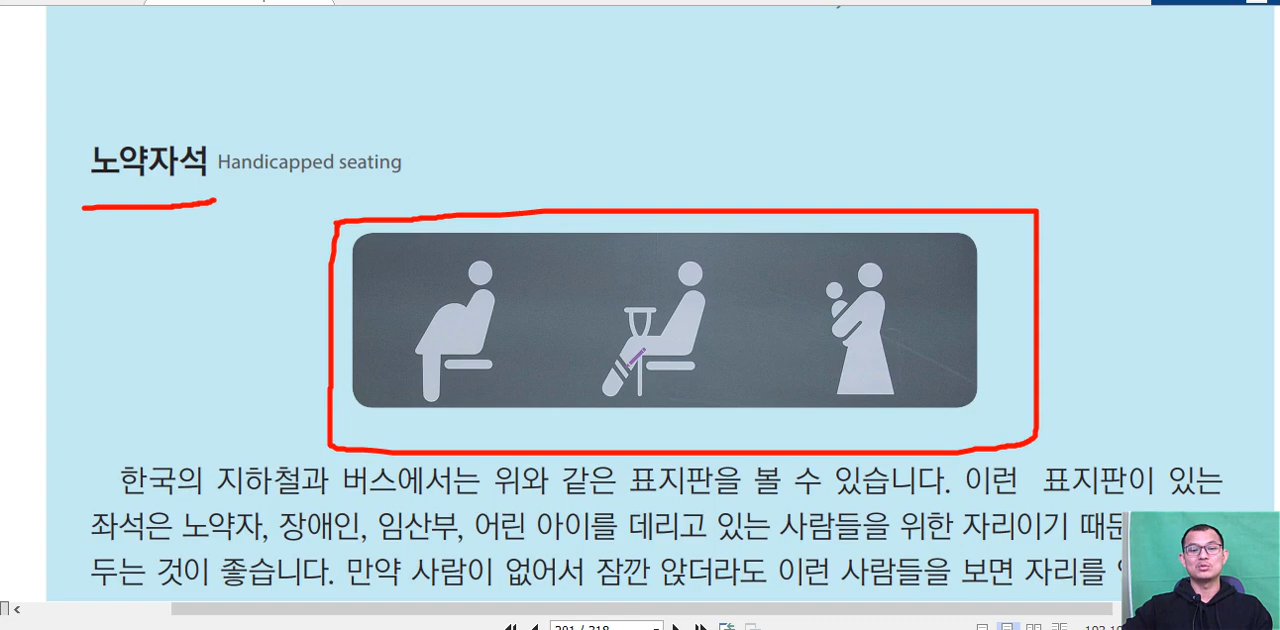 노약자석 Handicapped seating
한국의 지하철과 버스에서는 위와 같은 표지판을 볼 수 있습니다. 이런 표지판이 있는
좌석은 노약자, 장애인, 임산부, 어린 아이를 데리고 있는 사람들을 위한 자리이기
두는 것이 좋습니다. 만약 사람이 없어서 잠깐 앉더라도 이런 사람들을 보면 자리를